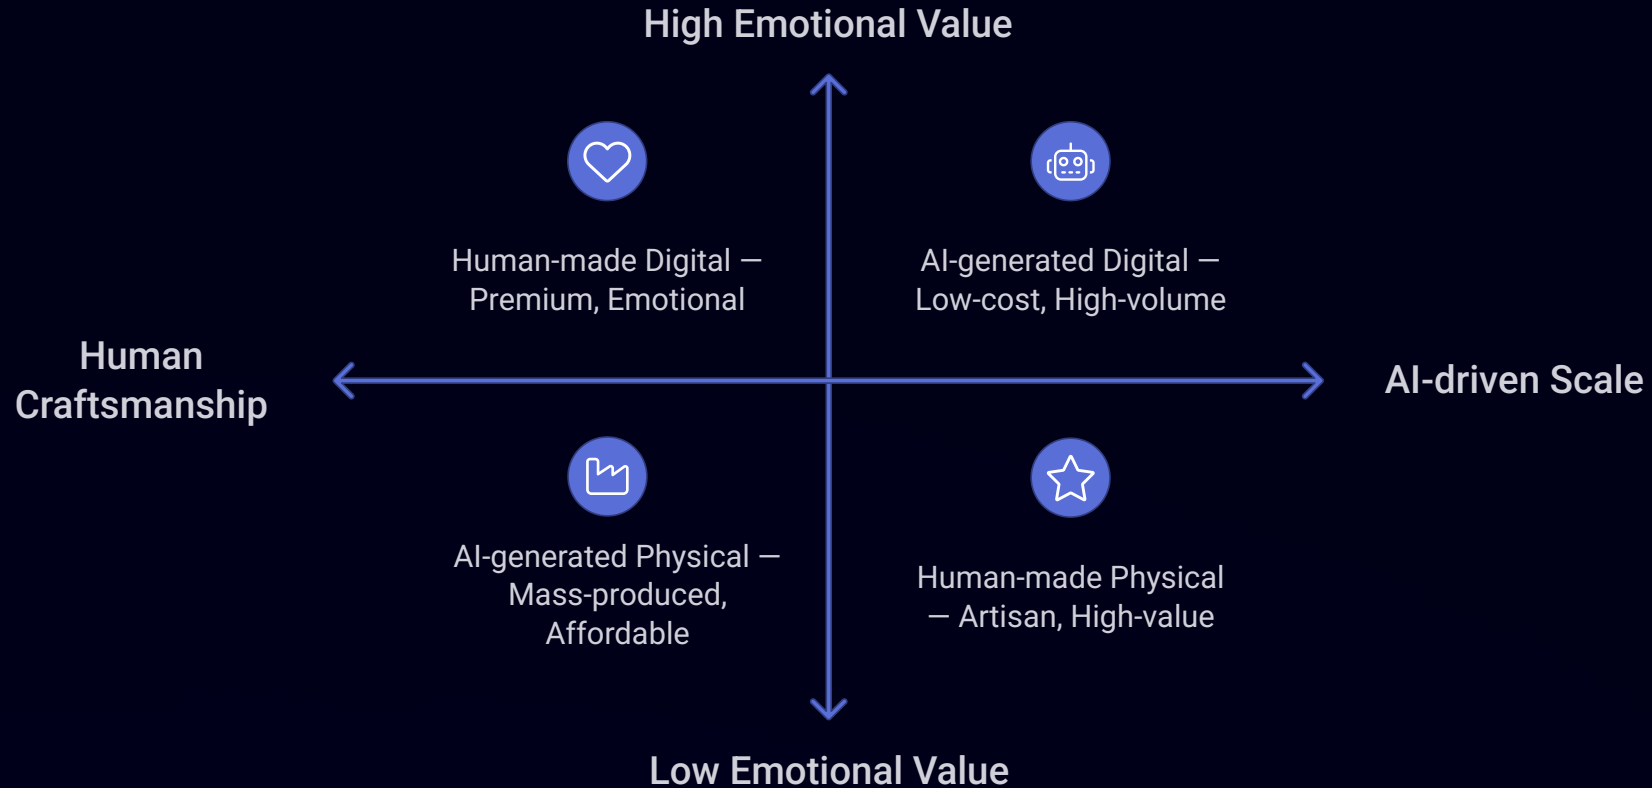 High Emotional Value
Human-made Digital —
Premium, Emotional
AI-generated Digital —
Low-cost, High-volume
Human
Craftsmanship
AI-driven Scale
AI-generated Physical —
Mass-produced,
Affordable
Human-made Physical
— Artisan, High-value
Low Emotional Value